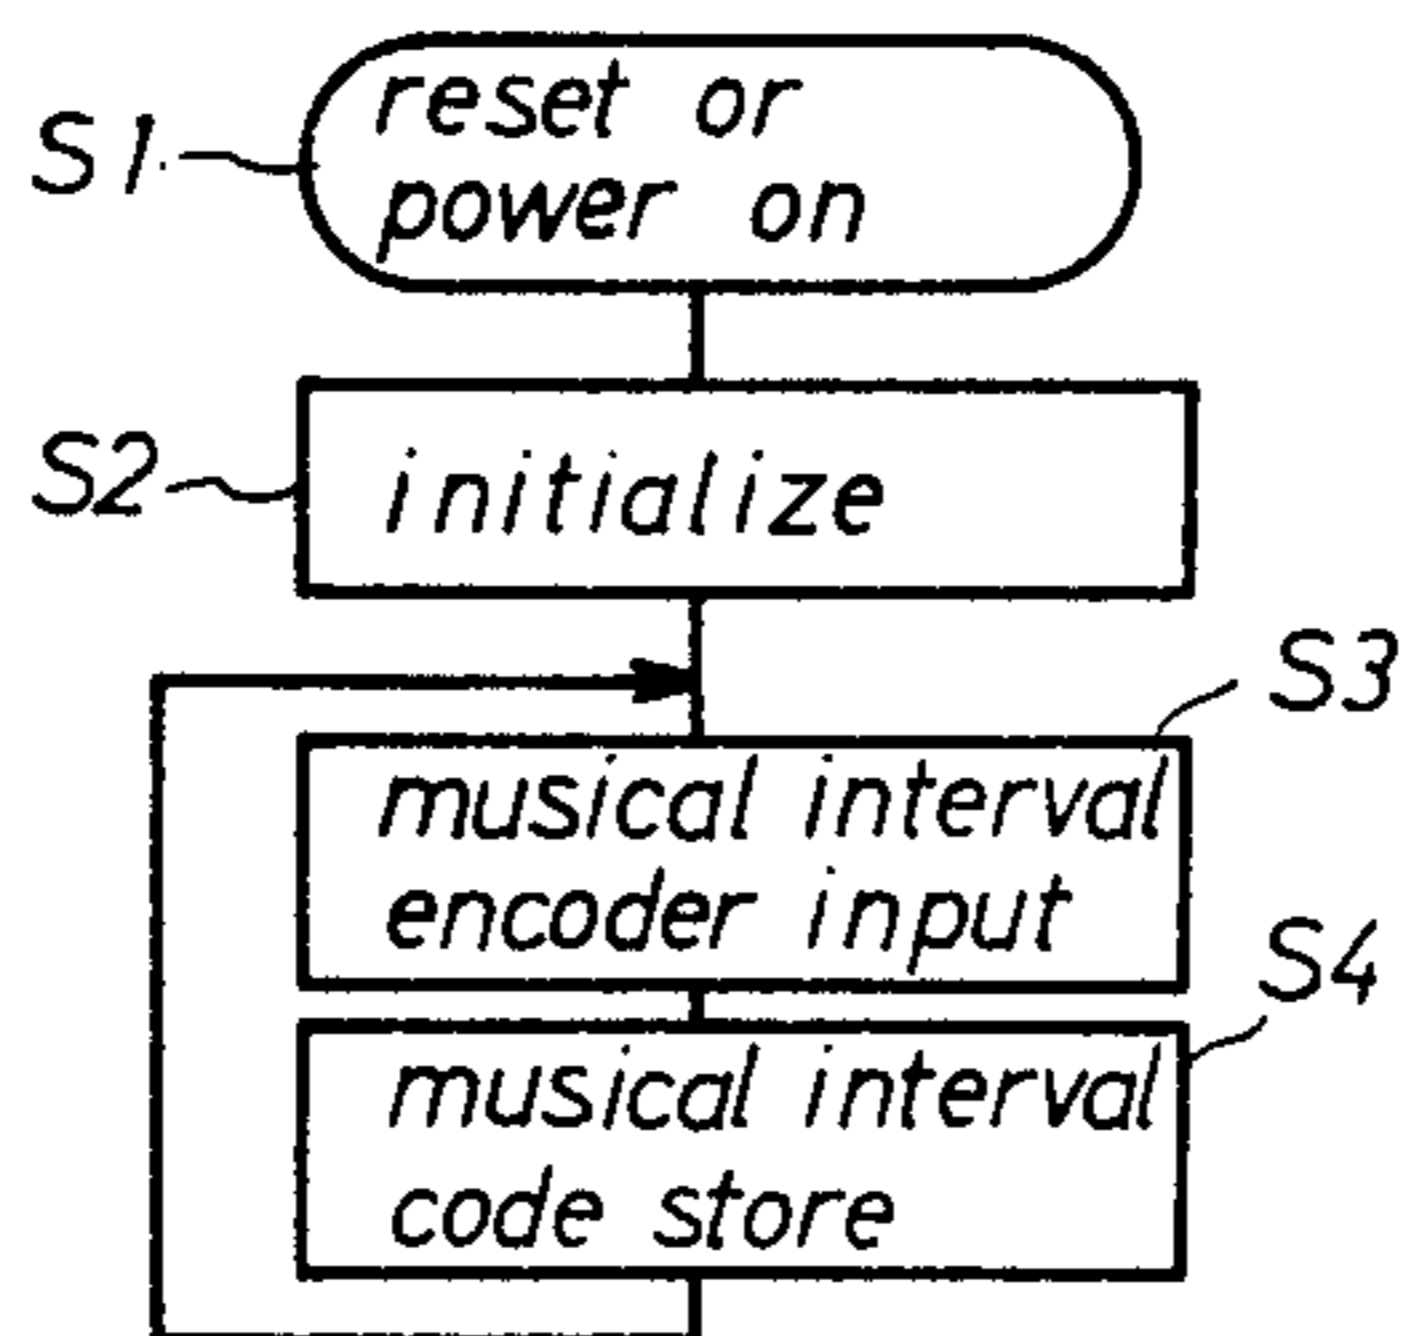 S1
reset or
power on
S2
initialize
S3
musical interval
encoder input
S4
musical interval
code store